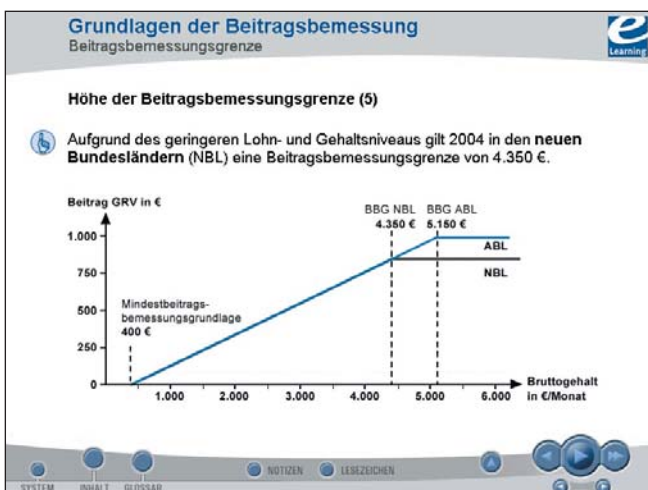 Grundlagen der Beitragsbemessung
Beitragsbemessungsgrenze
e
Learning
Höhe der Beitragsbemessungsgrenze (5)
Aufgrund des geringeren Lohn- und Gehaltsniveaus gilt 2004 in den neuen
Bundesländern (NBL) eine Beitragsbemessungsgrenze von 4.350 €.
Beitrag GRV in €
BBG NBL
4.350 €
BBG ABL
5.150 €
1.000
ABL
750
NBL
500
Mindestbeitrags-
bemessungsgrundlage
400 €
250
0
1.000 2.000 3.000 4.000 5.000 6.000
Bruttogehalt
in €/Monat
SYSTEM INHALT GLOSSAR NOTIZEN LESEZEICHEN